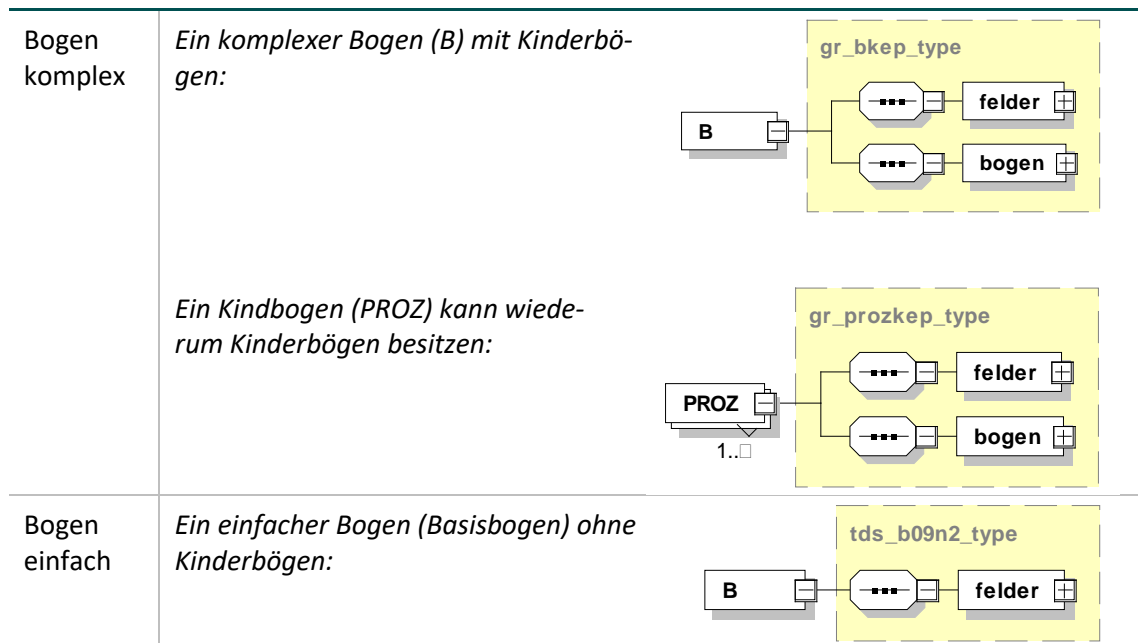 Bogen komplex
Ein komplexer Bogen (B) mit Kinderbö-
gen:
gr_bkep_type
felder
B
bogen
Ein Kindbogen (PROZ) kann wiede-
rum Kinderbögen besitzen:
gr_prozkep_type
felder
PROZ
bogen
1..□
Bogen einfach
Ein einfacher Bogen (Basisbogen) ohne
Kinderbögen:
tds_b09n2_type
B
felder